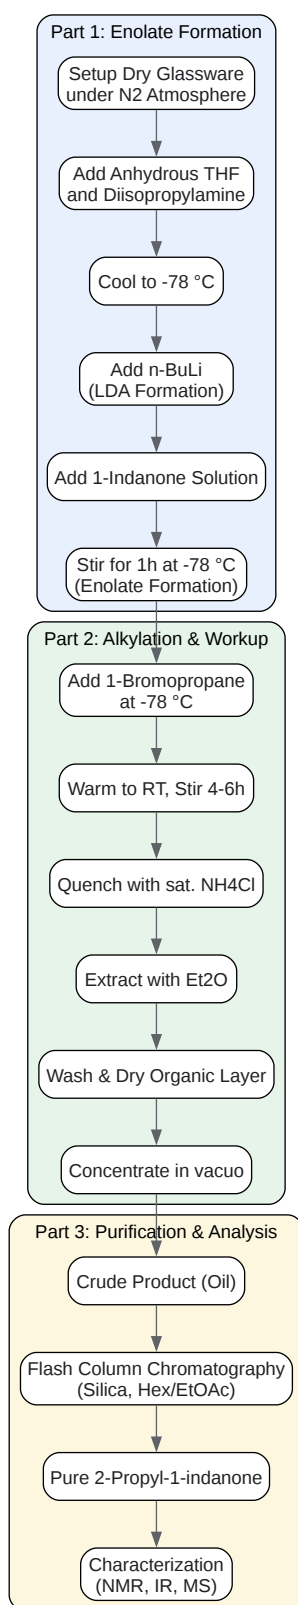 Part 1: Enolate Formation
Setup Dry Glassware
under N2 Atmosphere
Add Anhydrous THF
and Diisopropylamine
Cool to -78 °C
Add n-BuLi
(LDA Formation)
Add 1-Indanone Solution
Stir for 1h at -78 °C
(Enolate Formation)
Part 2: Alkylation & Workup
Add 1-Bromopropane
at -78 °C
Warm to RT, Stir 4-6h
Quench with sat. NH4Cl
Extract with Et2O
Wash & Dry Organic Layer
Concentrate in vacuo
Part 3: Purification & Analysis
Crude Product (Oil)
Flash Column Chromatography
(Silica, Hex/EtOAc)
Pure 2-Propyl-1-indanone
Characterization
(NMR, IR, MS)